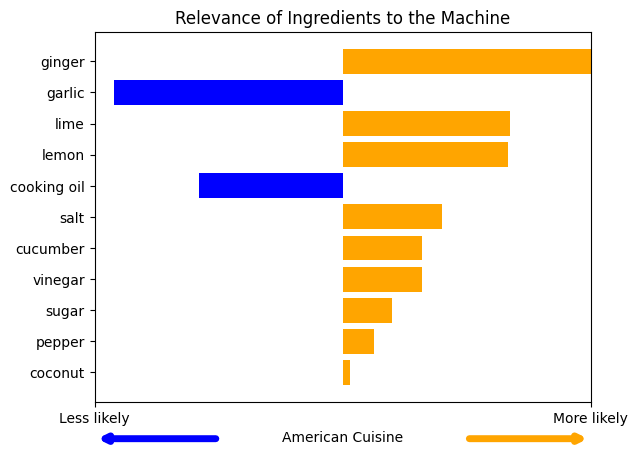 Relevance of Ingredients to the Machine
ginger
garlic
lime
lemon
cooking oil
salt
cucumber
vinegar
sugar
pepper
coconut
Less likely
More likely
American Cuisine